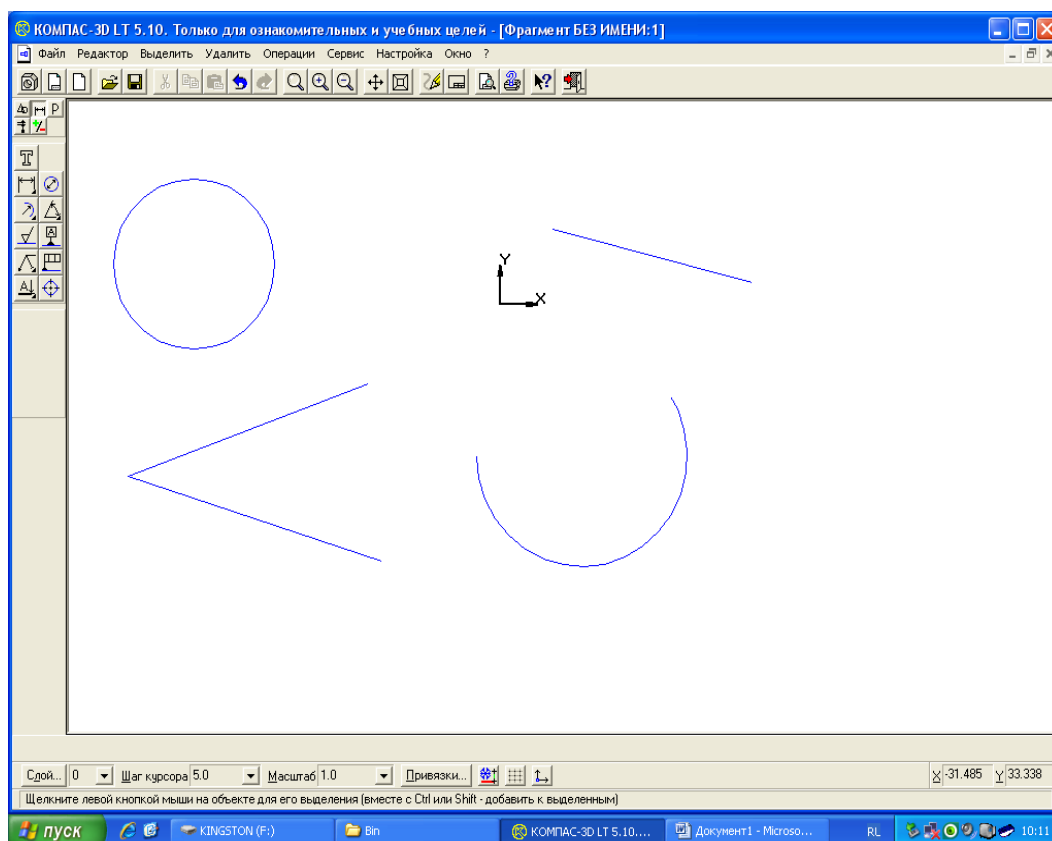 КОМПАС-3D LT 5.10. Только для ознакомительных и учебных целей - [Фрагмент БЕЗ ИМЕНИ:1]
Файл Редактор Выделить Удалить Операции Сервис Настройка Окно ?
P
T
A
A
Y
X
Слой... 0 Шаг курсора 5.0 Масштаб 1.0 Привязки... X -31.485 Y 33.338
Щелкните левой кнопкой мыши на объекте для его выделения (вместе с Ctrl или Shift - добавить к выделенным)
пуск KINGSTON (F:) Bin КОМПАС-3D LT 5.10.... Документ1 - Microso... RL 10:11